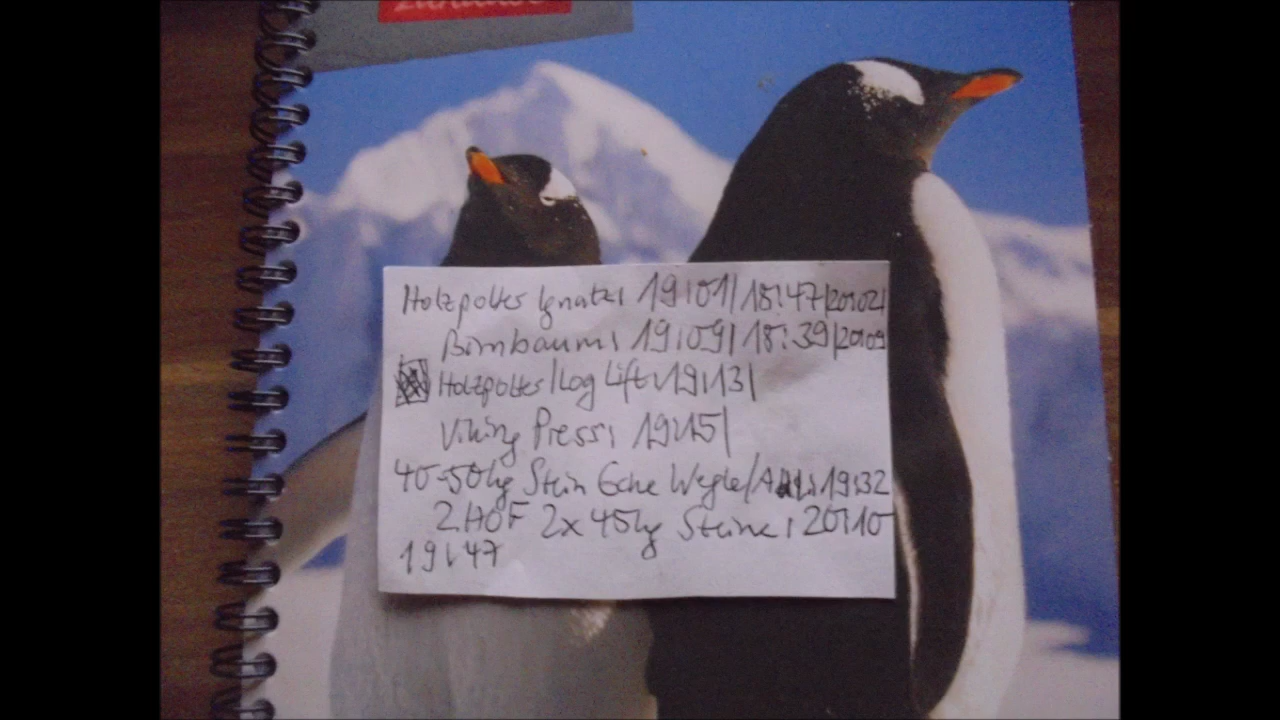 Holzpolter Ignatz: 19:01| 18:47|20:02|
Birnbaum: 19:09| 18:39|20:09
Holzpolter|Log Lift: 19:13|
Viking Press: 19:15|
40-50kg Stein Ecke Wegle/ 19:32
2.HOF 2x 45kg Steine: 20:10
19:47